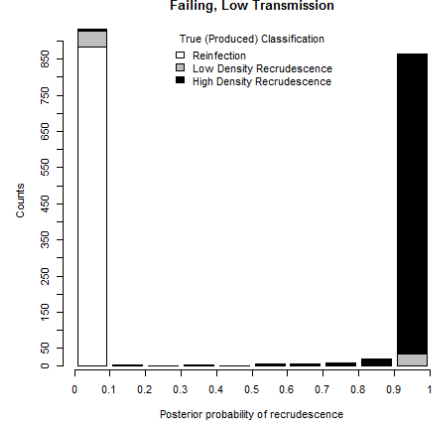 Failing, Low Transmission
True (Produced) Classification
Reinfection
Low Density Recrudescence
High Density Recrudescence
850
750
650
550
450
350
250
150
50
0
Counts
0 0.1 0.2 0.3 0.4 0.5 0.6 0.7 0.8 0.9 1
Posterior probability of recrudescence